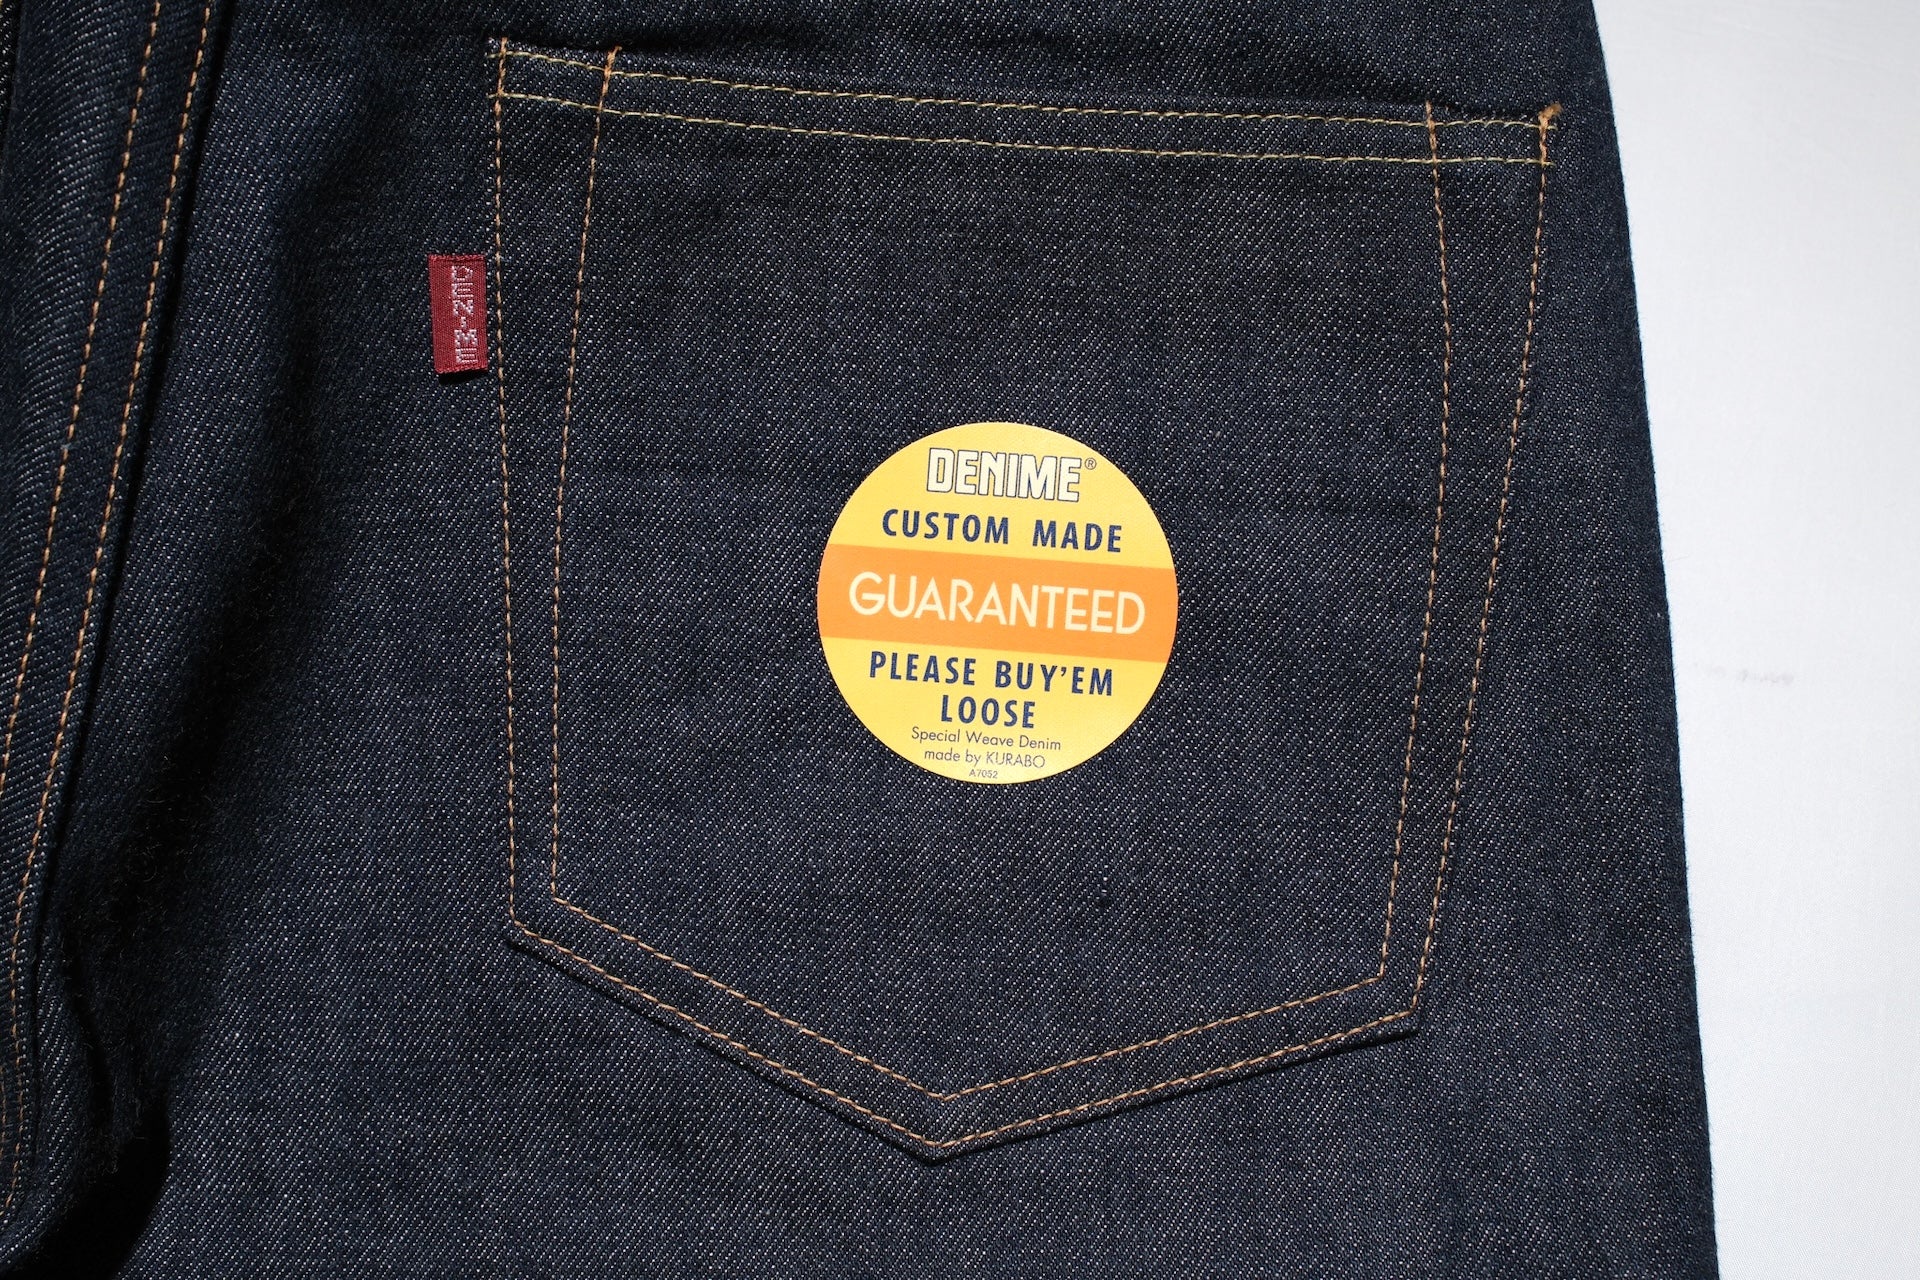 DENIME
DENIME®
CUSTOM MADE
GUARANTEED
PLEASE BUY'EM
LOOSE
Special Weave Denim
made by KURABO
A7052